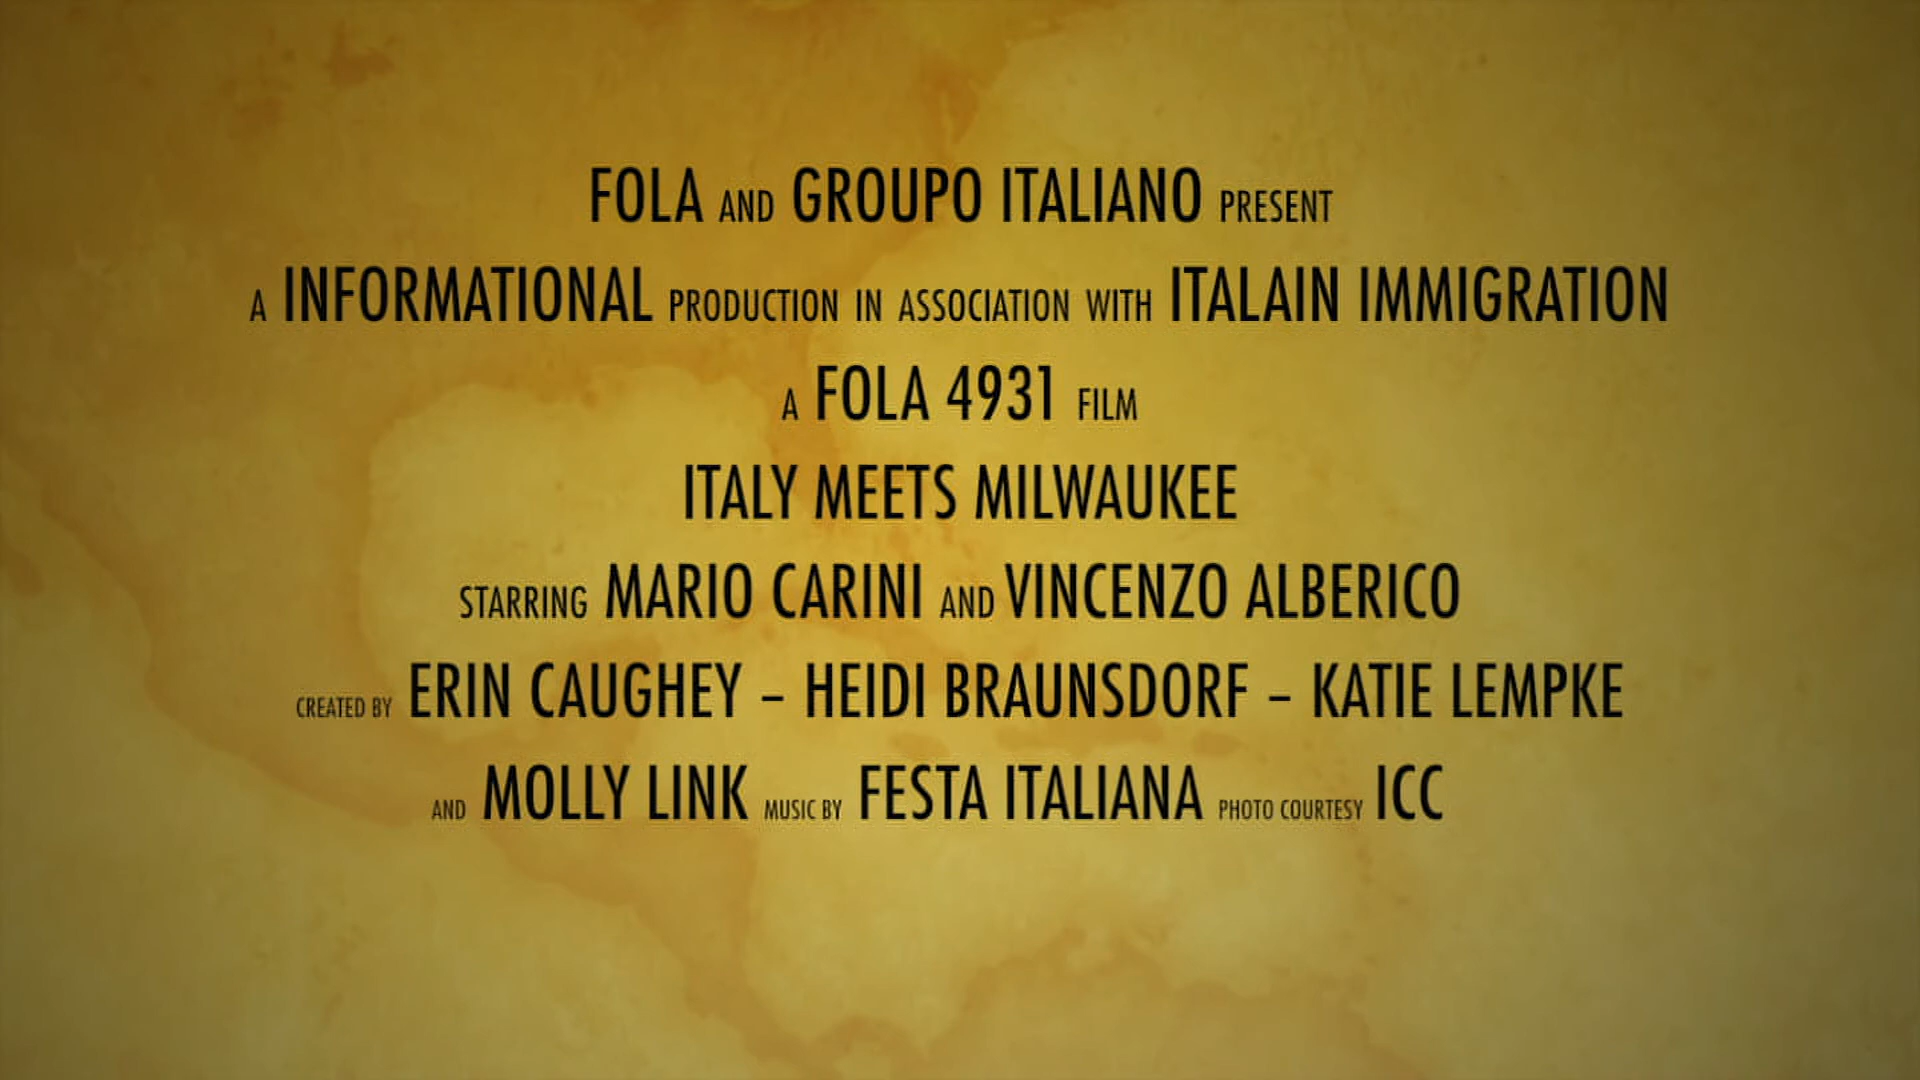 FOLA AND GROUPO ITALIANO PRESENT
A INFORMATIONAL PRODUCTION IN ASSOCIATION WITH ITALAIN IMMIGRATION
A FOLA 4931 FILM
ITALY MEETS MILWAUKEE
STARRING MARIO CARINI AND VINCENZO ALBERICO
CREATED BY ERIN CAUGHEY – HEIDI BRAUNSDORF – KATIE LEMPKE
AND MOLLY LINK MUSIC BY FESTA ITALIANA PHOTO COURTESY ICC